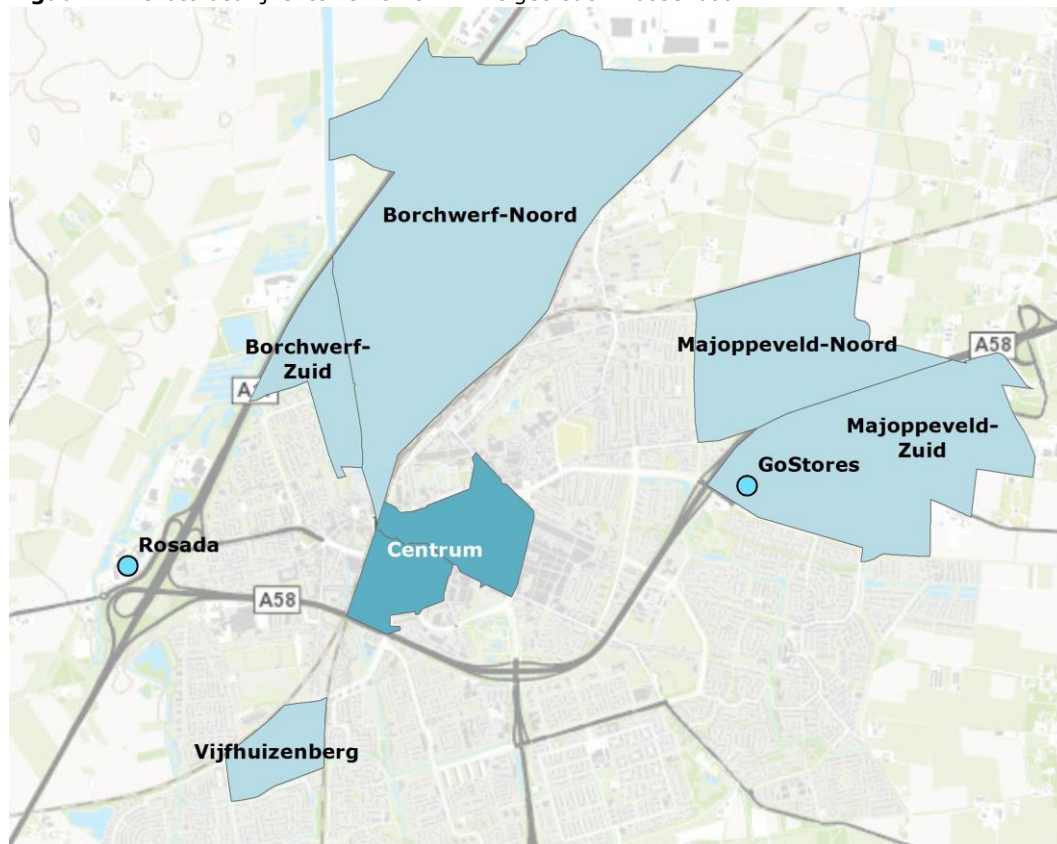 Borchwerf-Noord
Borchwerf-
Zuid
Majoppeveld-Noord
A58
A
Majoppeveld-
Zuid
GoStores
Centrum
Rosada
A58
Vijfhuizenberg